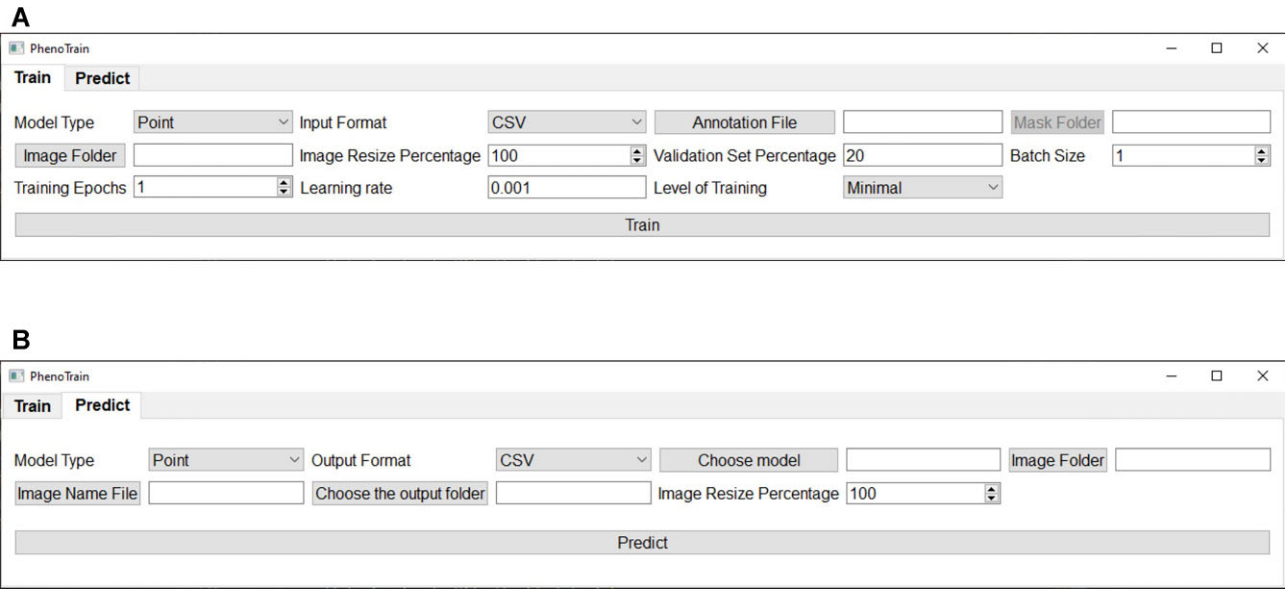 A
PhenoTrain
Train Predict
Model Type Point Input Format CSV Annotation File Mask Folder
Image Folder Image Resize Percentage 100 Validation Set Percentage 20 Batch Size 1
Training Epochs 1 Learning rate 0.001 Level of Training Minimal
Train
B
PhenoTrain
Train Predict
Model Type Point Output Format CSV Choose model Image Folder
Image Name File Choose the output folder Image Resize Percentage 100
Predict